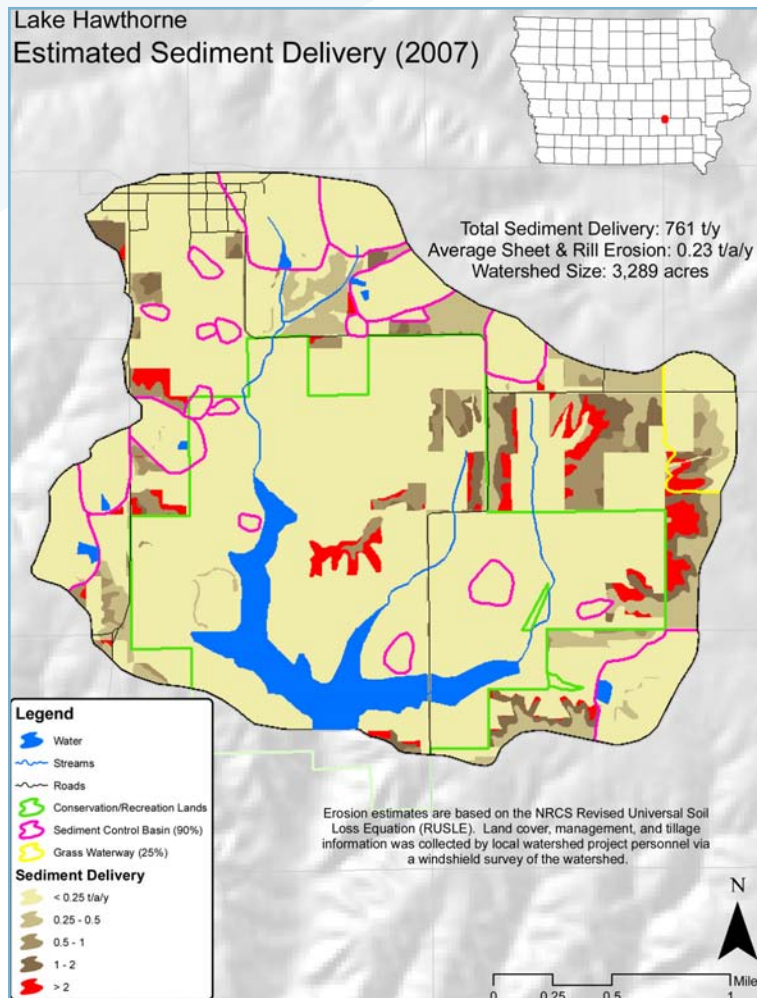 Lake Hawthorne
Estimated Sediment Delivery (2007)
Total Sediment Delivery: 761 t/y
Average Sheet & Rill Erosion: 0.23 t/a/y
Watershed Size: 3,289 acres
Legend
Water
Streams
Roads
Conservation/Recreation Lands
Sediment Control Basin (90%)
Grass Waterway (25%)
Sediment Delivery
< 0.25 t/a/y
0.25 - 0.5
0.5 - 1
1 - 2
> 2
Erosion estimates are based on the NRCS Revised Universal Soil
Loss Equation (RUSLE). Land cover, management, and tillage
information was collected by local watershed project personnel via
a windshield survey of the watershed.
N
0 0.25 0.5 1 Mile